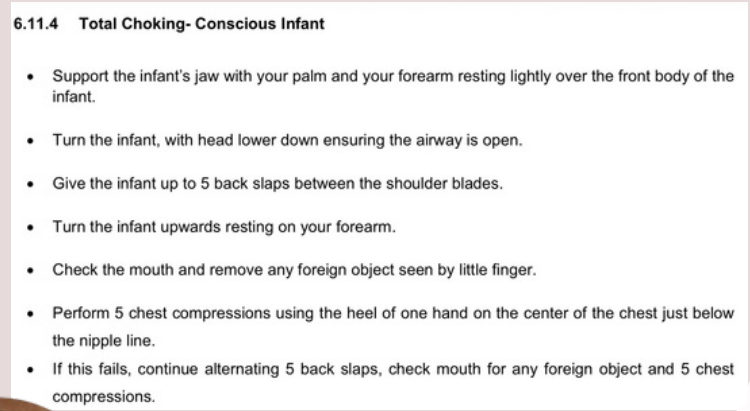 6.11.4 Total Choking- Conscious Infant
• Support the infant's jaw with your palm and your forearm resting lightly over the front body of the
infant.
• Turn the infant, with head lower down ensuring the airway is open.
• Give the infant up to 5 back slaps between the shoulder blades.
• Turn the infant upwards resting on your forearm.
• Check the mouth and remove any foreign object seen by little finger.
• Perform 5 chest compressions using the heel of one hand on the center of the chest just below
the nipple line.
• If this fails, continue alternating 5 back slaps, check mouth for any foreign object and 5 chest
compressions.